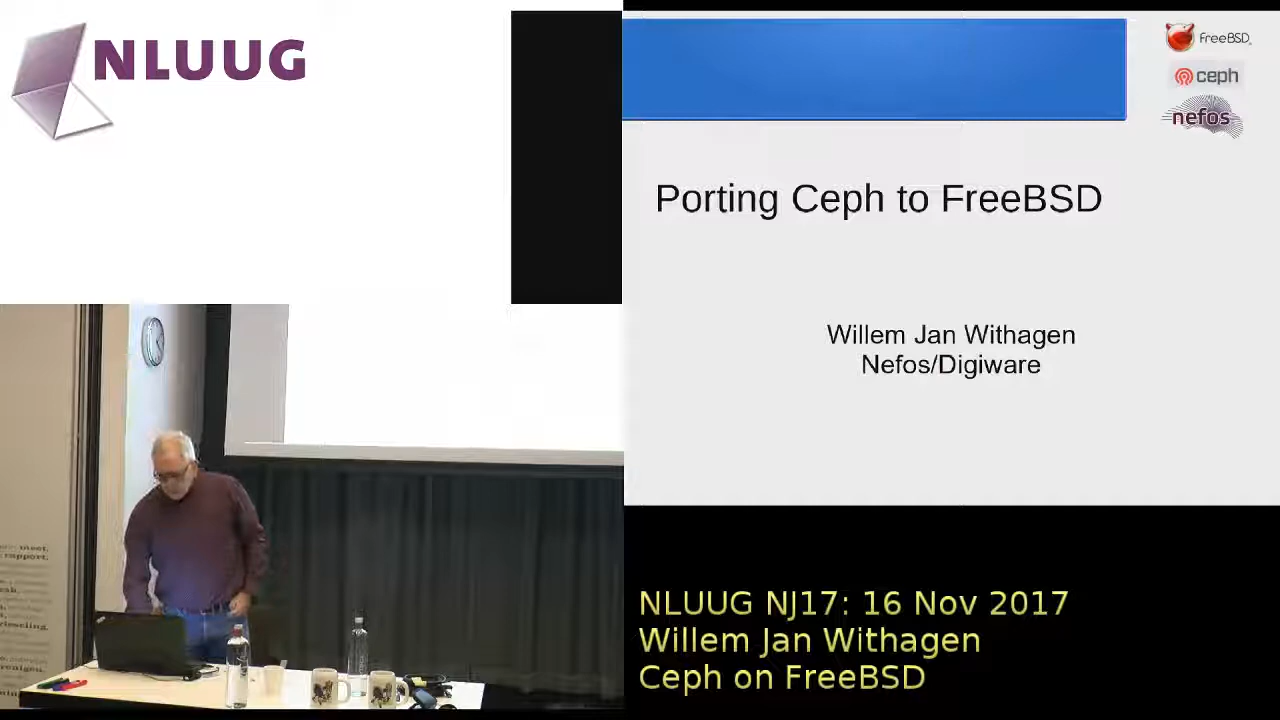 NLUUG
FreeBSD
ceph
nefos
Porting Ceph to FreeBSD
Willem Jan Withagen
Nefos/Digiware
rapport.
NLUUG NJ17: 16 Nov 2017
Willem Jan Withagen
Ceph on FreeBSD